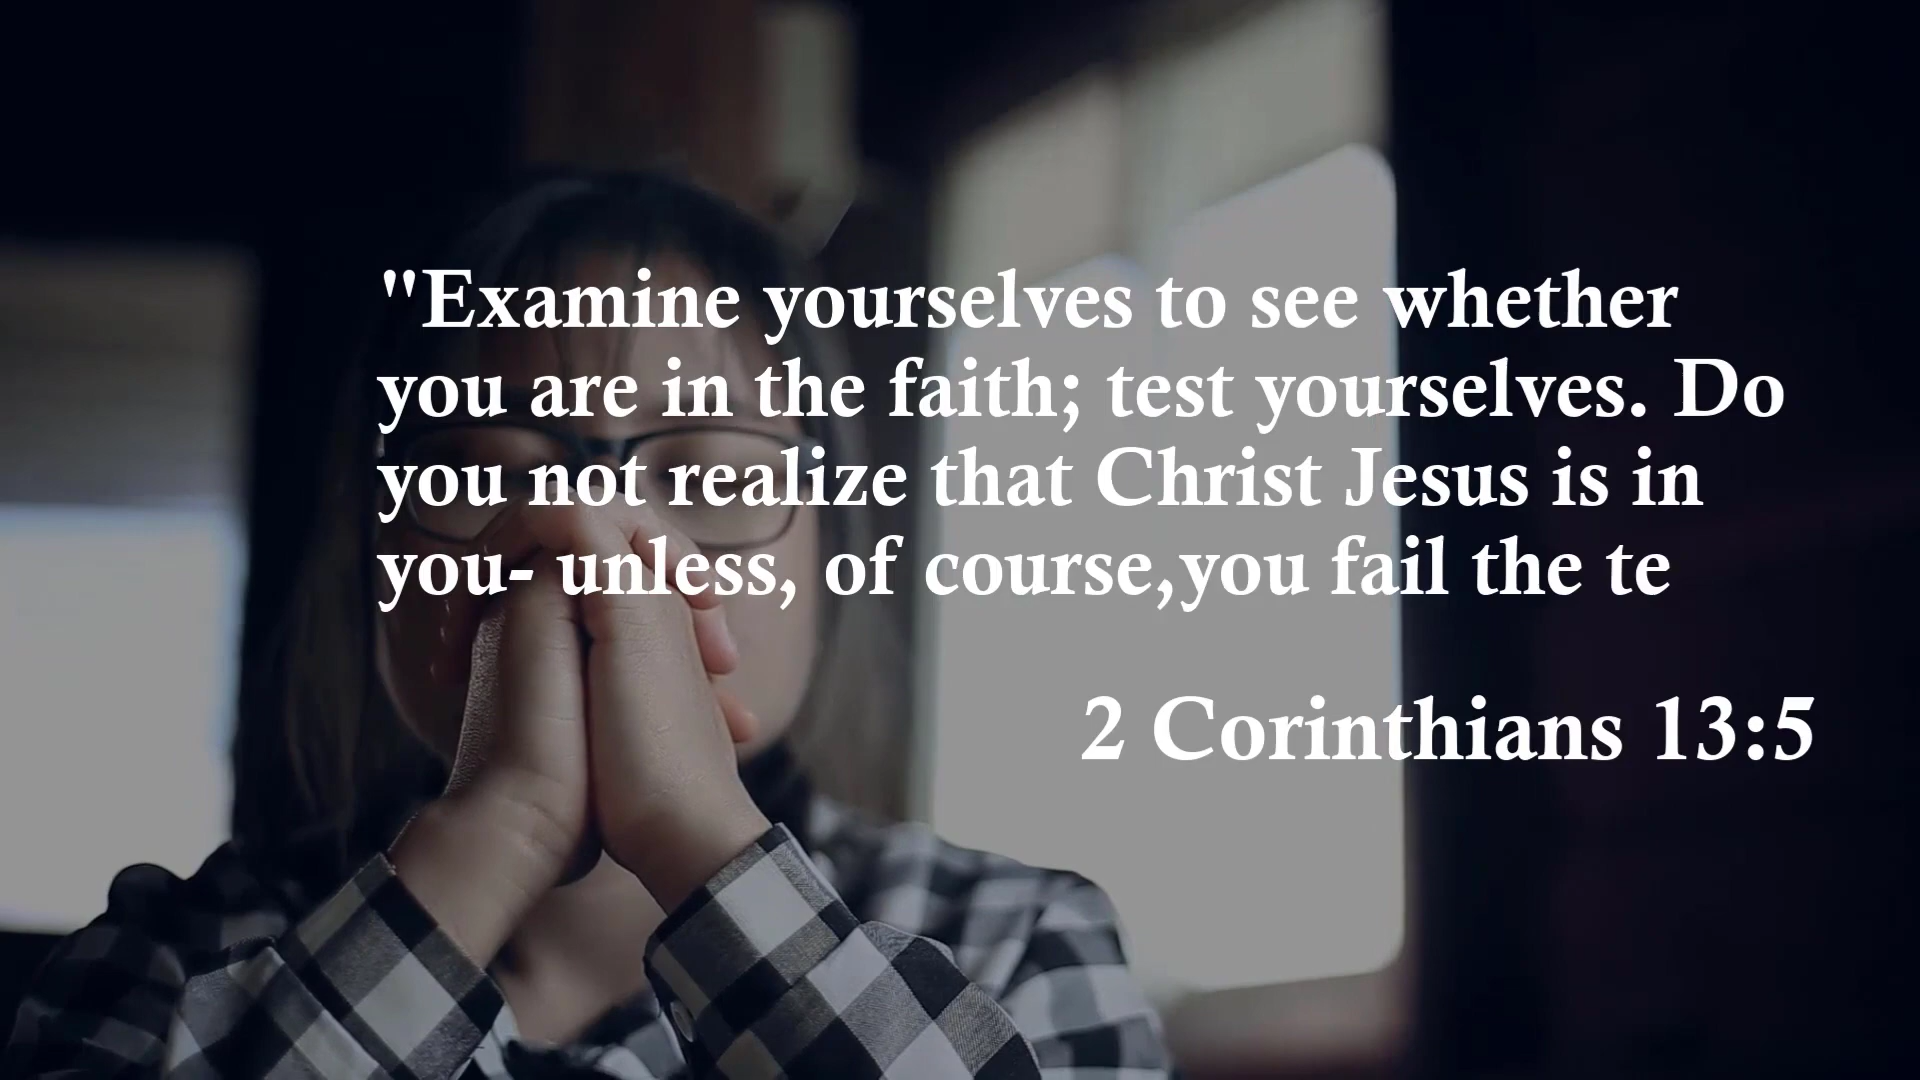 "Examine yourselves to see whether
you are in the faith; test yourselves. Do
you not realize that Christ Jesus is in
you- unless, of course,you fail the te
2 Corinthians 13:5